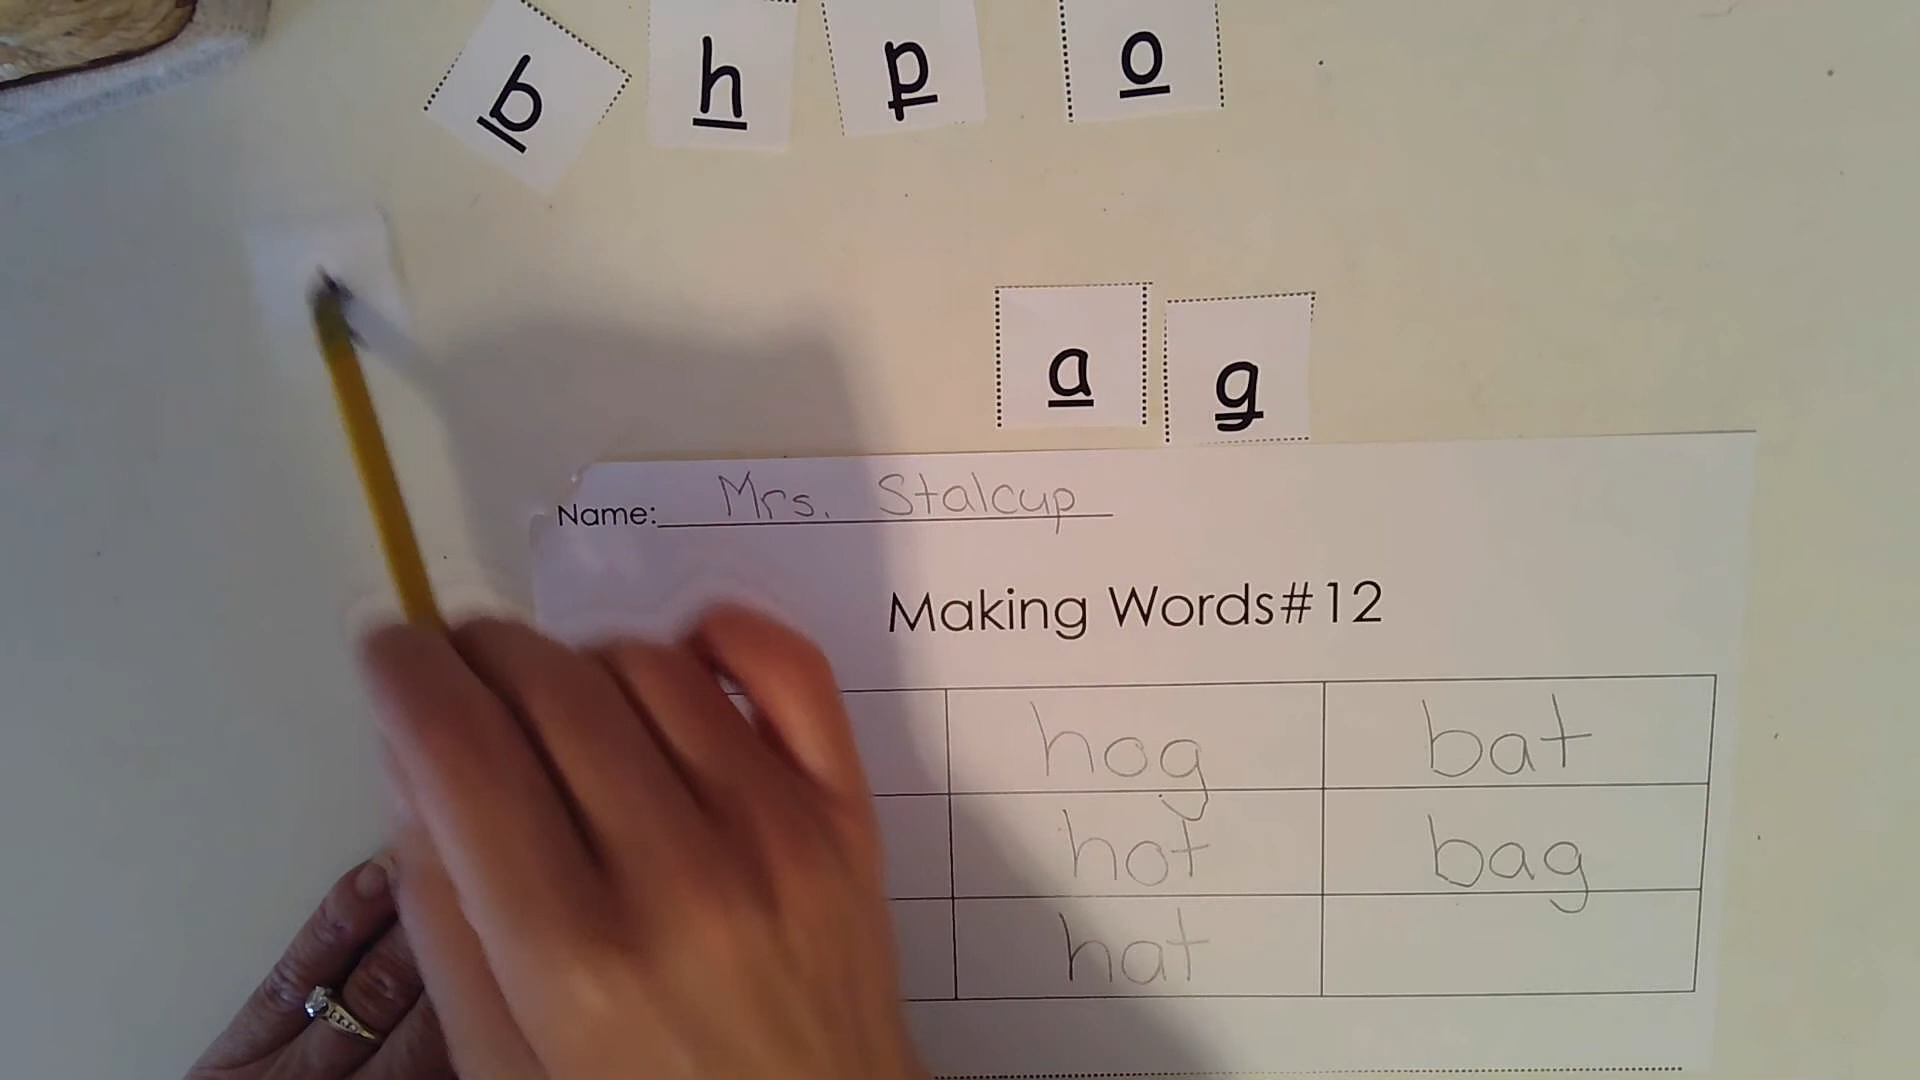 b h p o
a g
Name: Mrs. Stalcup
Making Words#12
hog bat
hot bag
hat